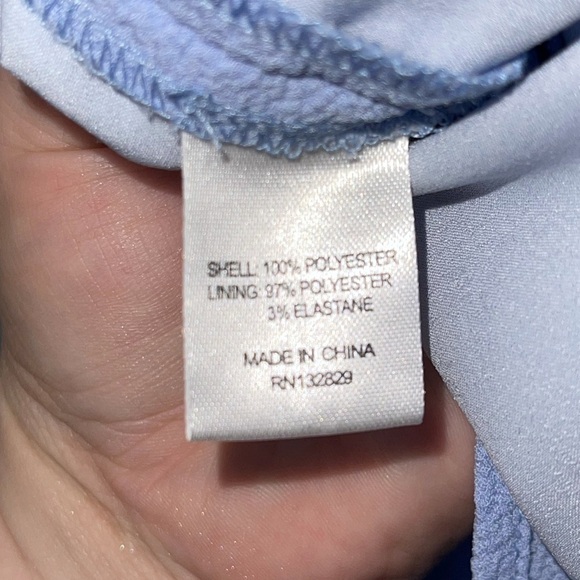 SHELL: 100% POLYESTER
LINING: 97% POLYESTER
3% ELASTANE
MADE IN CHINA
RN132829